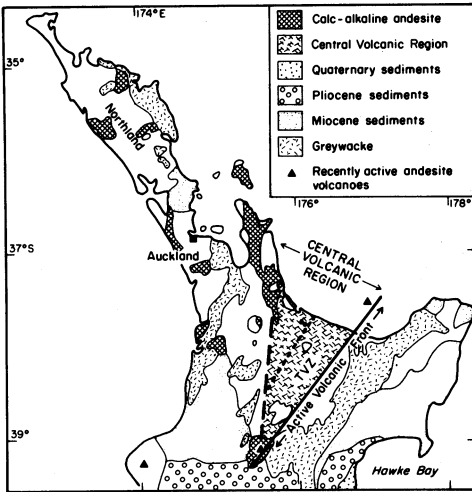 174°E
35°
Calc-alkaline andesite
Central Volcanic Region
Quaternary sediments
Pliocene sediments
Miocene sediments
Greywacke
Recently active andesite
volcanoes
Northland
176°
178°
37°S
Auckland
CENTRAL
VOLCANIC
REGION
TVZ
Active Volcanic Front
39°
Hawke Bay